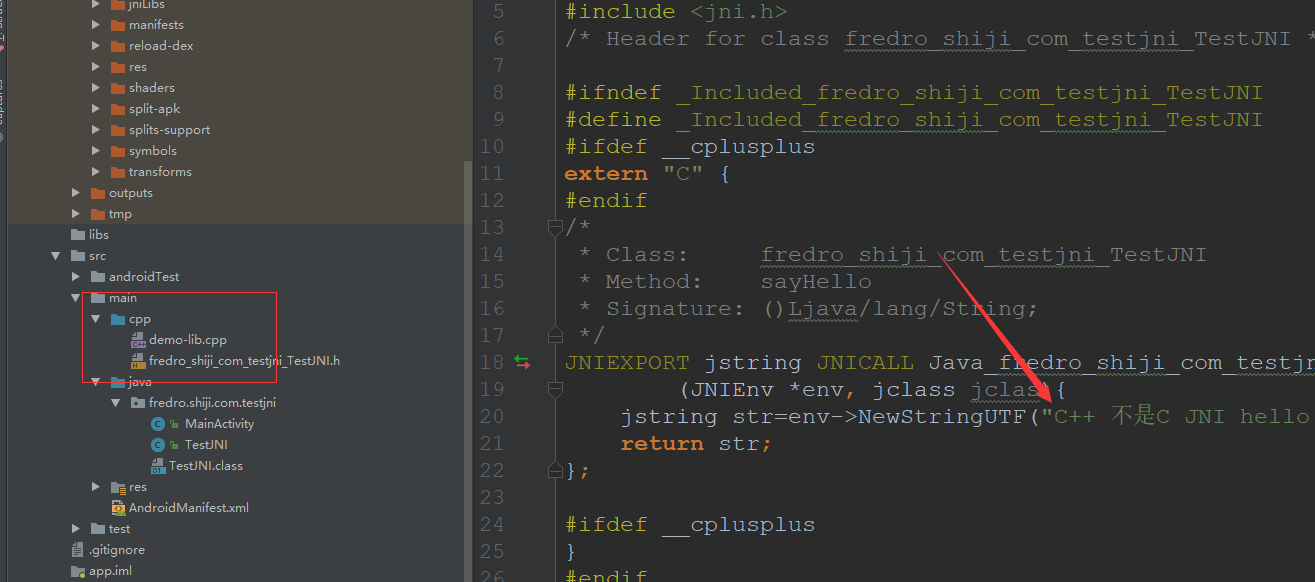 jniLibs
manifests
reload-dex
res
shaders
split-apk
splits-support
symbols
transforms
outputs
tmp
libs
src
androidTest
main
cpp
demo-lib.cpp
fredro_shiji_com_testjni_TestJNI.h
java
fredro.shiji.com.testjni
MainActivity
TestJNI
TestJNI.class
res
AndroidManifest.xml
test
.gitignore
app.iml
5 #include <jni.h>
6 /* Header for class fredro_shiji_com_testjni_TestJNI *
7
8 #ifndef _Included_fredro_shiji_com_testjni_TestJNI
9 #define _Included_fredro_shiji_com_testjni_TestJNI
10 #ifdef __cplusplus
11 extern "C" {
12 #endif
13 /*
14 * Class: fredro_shiji_com_testjni_TestJNI
15 * Method: sayHello
16 * Signature: ()Ljava/lang/String;
17 */
18 JNIEXPORT jstring JNICALL Java_fredro_shiji_com_testjn
19 (JNIEnv *env, jclass jclas){
20 jstring str=env->NewStringUTF("C++ 不是C JNI hello
21 return str;
22 };
23
24 #ifdef __cplusplus
25 }
26 #endif